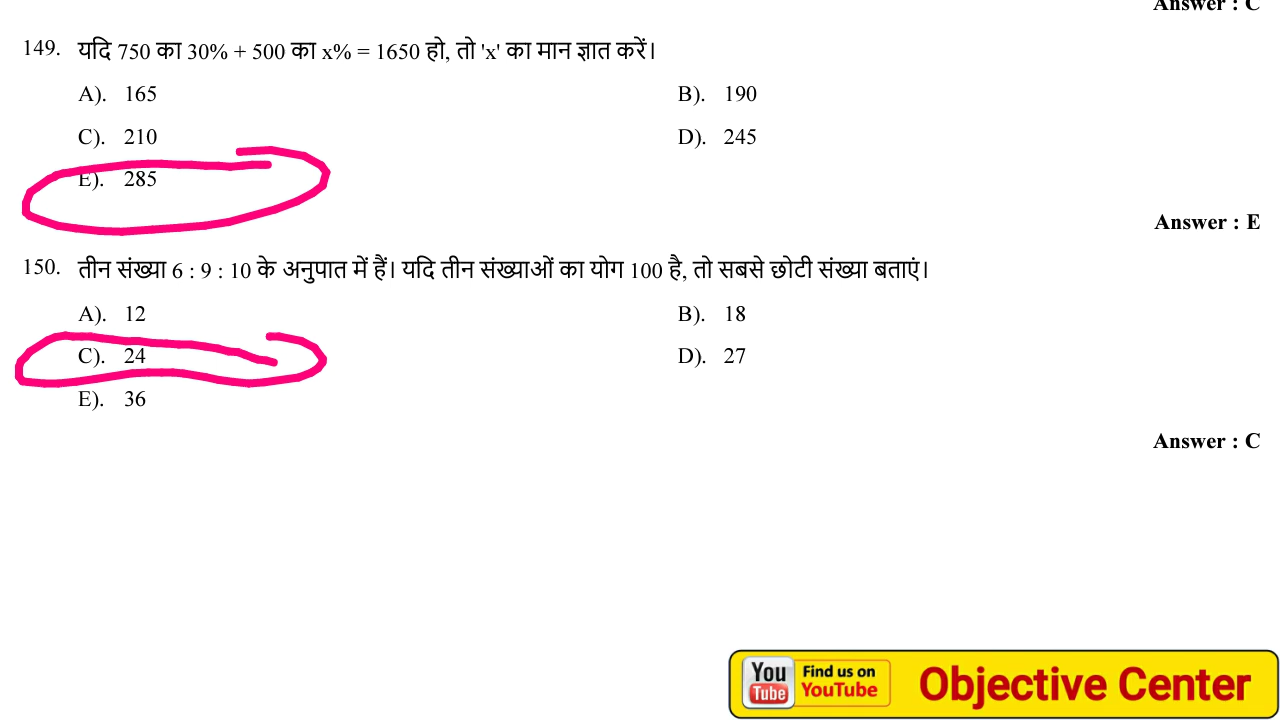 Answer : C
149. यदि 750 का 30% + 500 का x% = 1650 हो, तो 'x' का मान ज्ञात करें।
A). 165 B). 190
C). 210 D). 245
E). 285
Answer : E
150. तीन संख्या 6 : 9 : 10 के अनुपात में हैं। यदि तीन संख्याओं का योग 100 है, तो सबसे छोटी संख्या बताएं।
A). 12 B). 18
C). 24 D). 27
E). 36
Answer : C
You Tube Find us on YouTube Objective Center